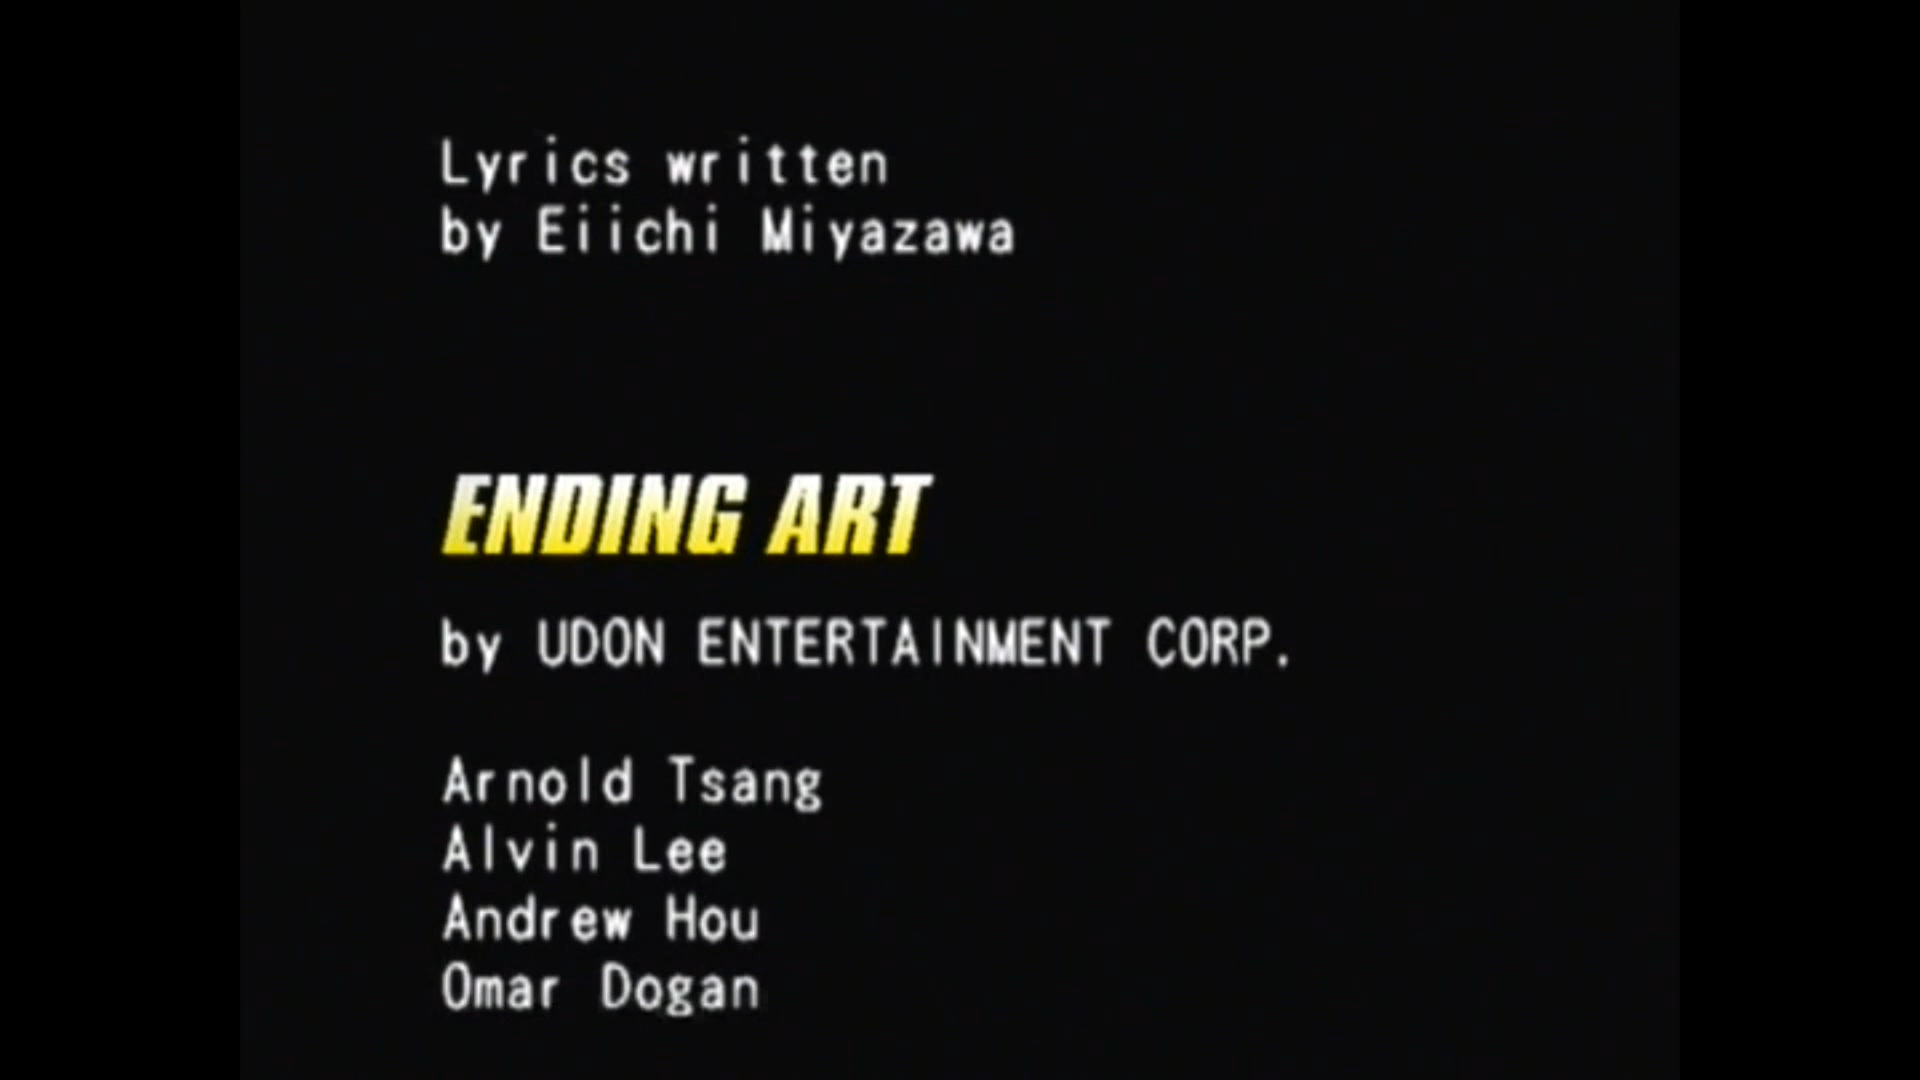 Lyrics written
by Eiichi Miyazawa
ENDING ART
by UDON ENTERTAINMENT CORP.
Arnold Tsang
Alvin Lee
Andrew Hou
Omar Dogan